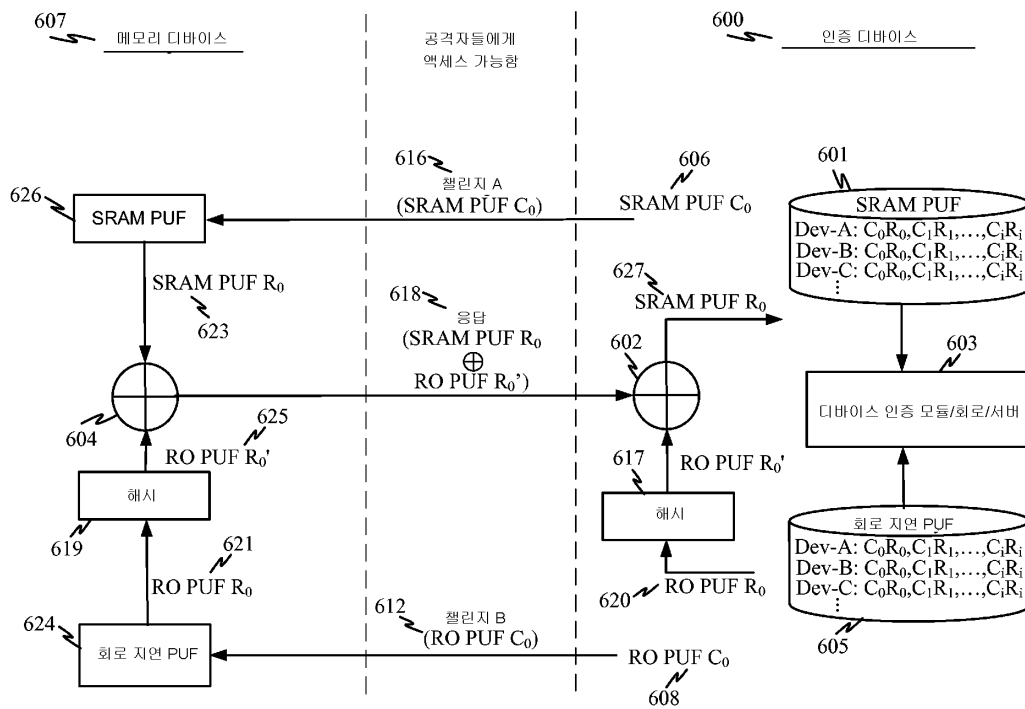 607
메모리 디바이스
공격자들에게
액세스 가능함
600
인증 디바이스
616
챌린지 A
(SRAM PUF C₀)
606
SRAM PUF C₀
601
SRAM PUF
Dev-A: C₀R₀,C₁R₁,…,CᵢRᵢ
Dev-B: C₀R₀,C₁R₁,…,CᵢRᵢ
Dev-C: C₀R₀,C₁R₁,…,CᵢRᵢ
⋮
626
SRAM PUF
SRAM PUF R₀
623
618
응답
(SRAM PUF R₀
⊕
RO PUF R₀')
627
SRAM PUF R₀
602
603
디바이스 인증 모듈/회로/서버
604
625
RO PUF R₀'
해시
619
617
RO PUF R₀'
해시
621
RO PUF R₀
620
RO PUF R₀
회로 지연 PUF
Dev-A: C₀R₀,C₁R₁,…,CᵢRᵢ
Dev-B: C₀R₀,C₁R₁,…,CᵢRᵢ
Dev-C: C₀R₀,C₁R₁,…,CᵢRᵢ
⋮
605
624
회로 지연 PUF
612
챌린지 B
(RO PUF C₀)
RO PUF C₀
608